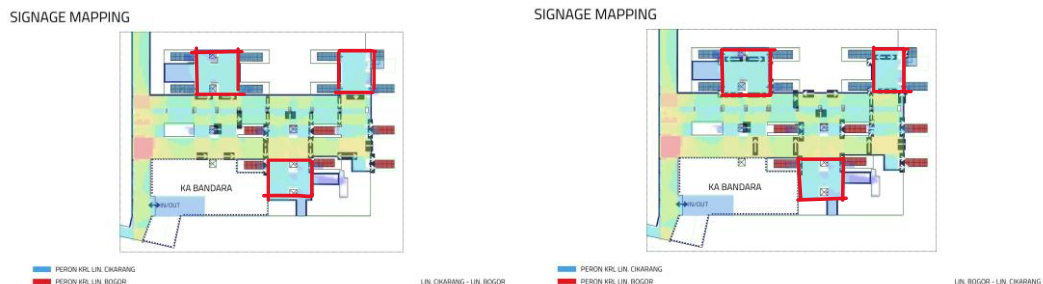 SIGNAGE MAPPING
KA BANDARA
IN/OUT
PERON KRL LIN. CIKARANG
PERON KRL LIN. BOGOR
LIN. CIKARANG - LIN. BOGOR
SIGNAGE MAPPING
KA BANDARA
IN/OUT
PERON KRL LIN. CIKARANG
PERON KRL LIN. BOGOR
LIN. BOGOR - LIN. CIKARANG